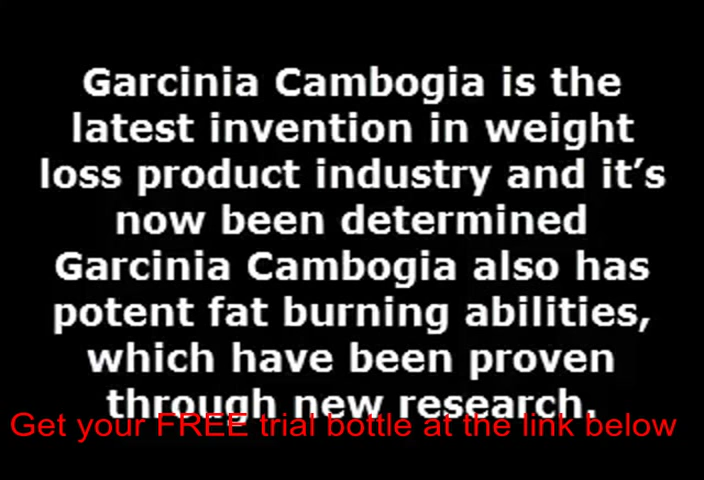 Garcinia Cambogia is the
latest invention in weight
loss product industry and it’s
now been determined
Garcinia Cambogia also has
potent fat burning abilities,
which have been proven
through new research.
Get your FREE trial bottle at the link below